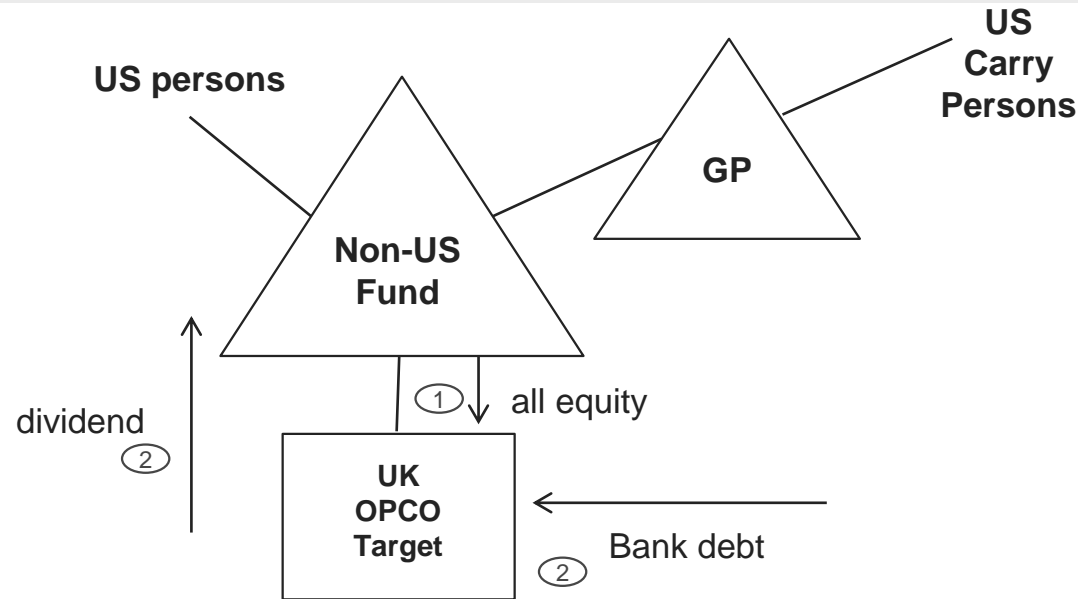 US
Carry
Persons
US persons
GP
Non-US
Fund
1
all equity
dividend
2
UK
OPCO
Target
Bank debt
2